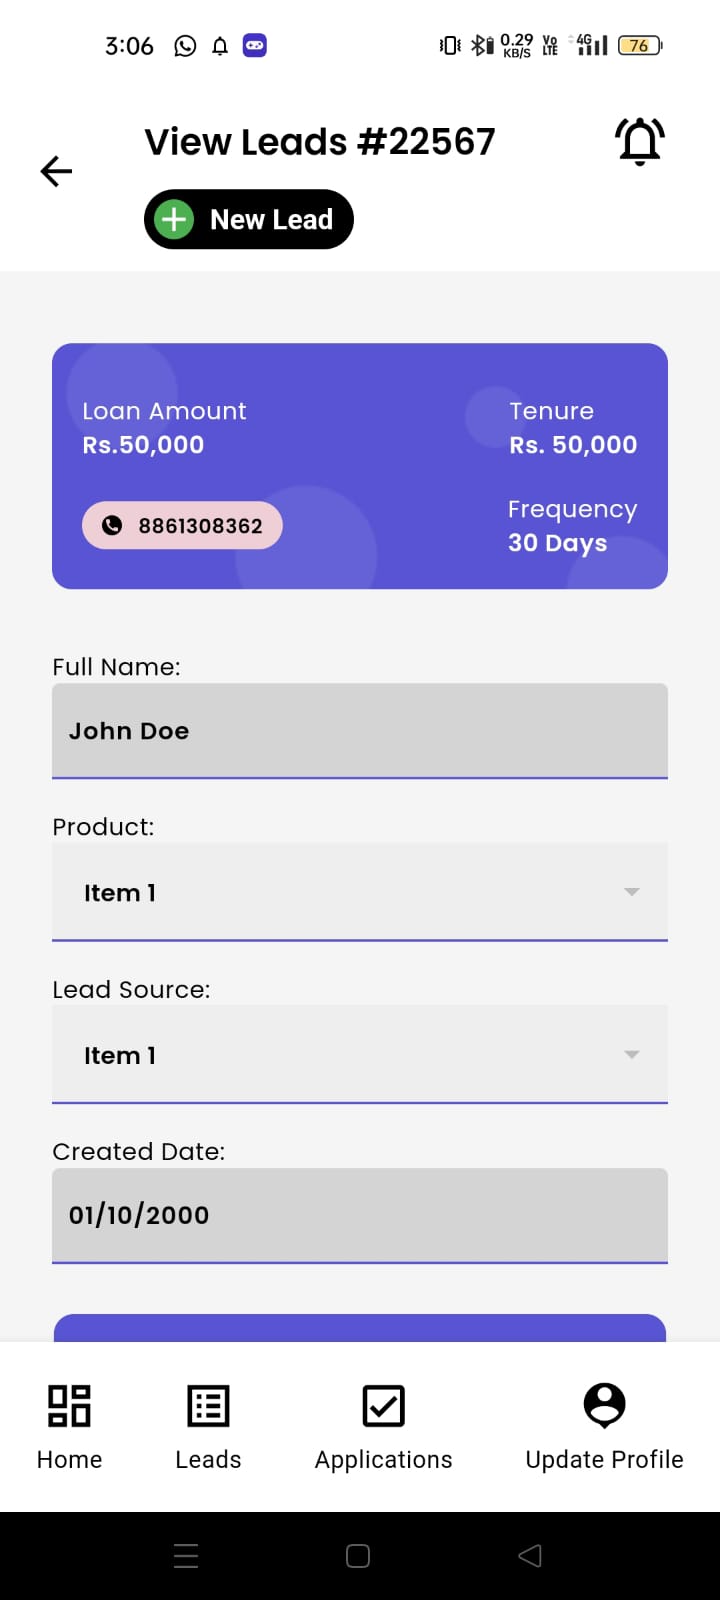 3:06
0.29 KB/S
Vo LTE
4G
76
View Leads #22567
New Lead
Loan Amount
Rs.50,000
Tenure
Rs. 50,000
8861308362
Frequency
30 Days
Full Name:
John Doe
Product:
Item 1
Lead Source:
Item 1
Created Date:
01/10/2000
Home
Leads
Applications
Update Profile